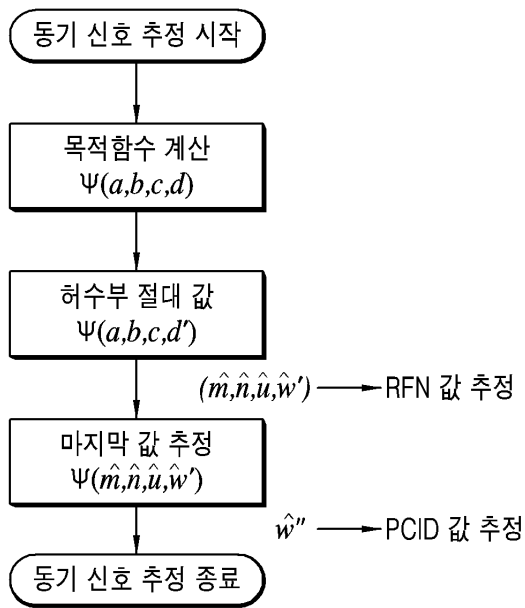 동기 신호 추정 시작
목적함수 계산
Ψ(a,b,c,d)
허수부 절대 값
Ψ(a,b,c,d′)
(m̂,n̂,û,ŵ′) → RFN 값 추정
마지막 값 추정
Ψ(m̂,n̂,û,ŵ′)
ŵ″ → PCID 값 추정
동기 신호 추정 종료